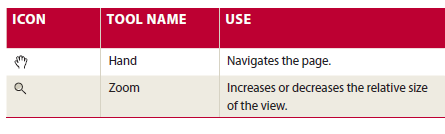 ICON TOOL NAME USE
Hand Navigates the page.
Zoom Increases or decreases the relative size
of the view.